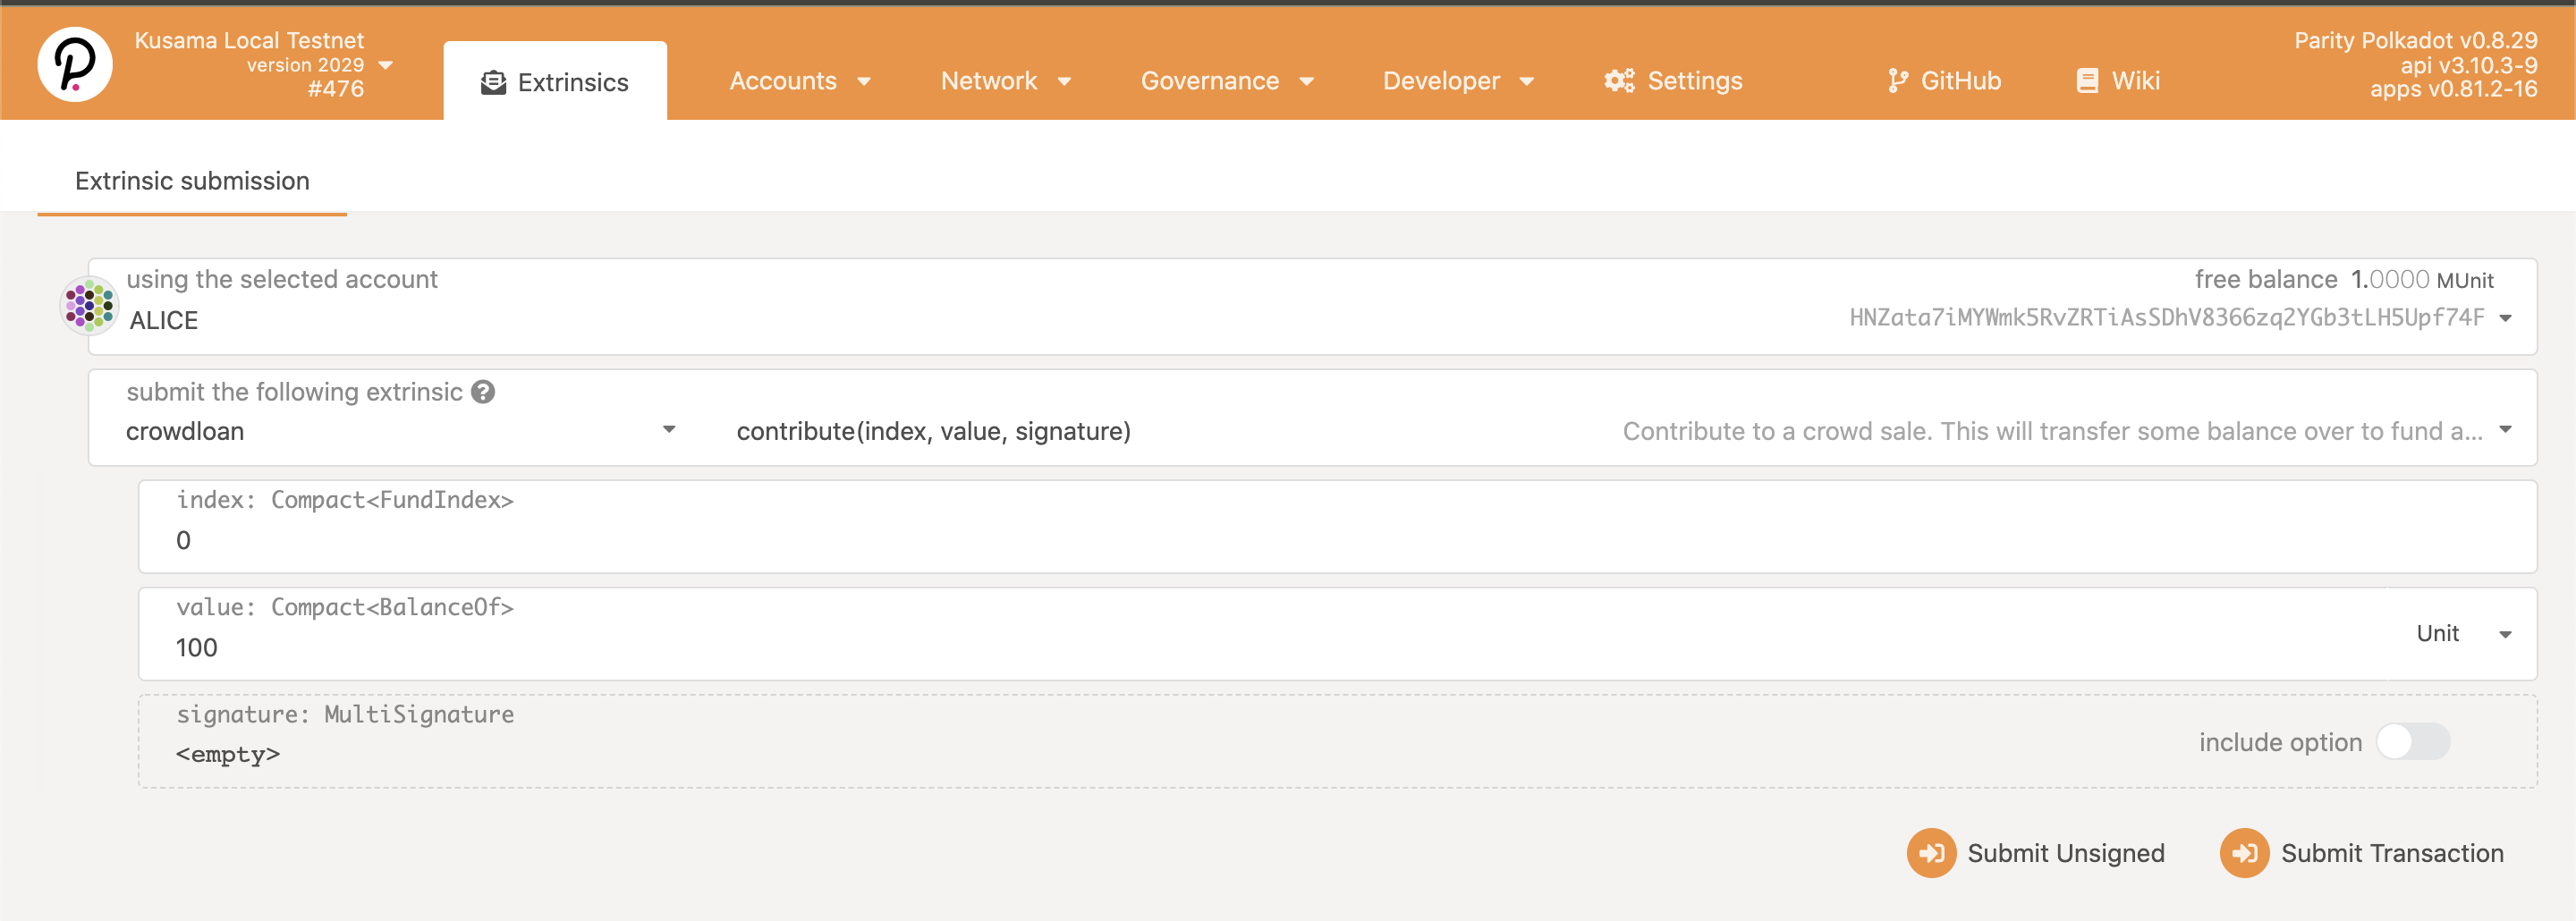 Kusama Local Testnet
version 2029
#476
Extrinsics
Accounts
Network
Governance
Developer
Settings
GitHub
Wiki
Parity Polkadot v0.8.29
api v3.10.3-9
apps v0.81.2-16
Extrinsic submission
using the selected account
ALICE
free balance 1.0000 MUnit
HNZata7iMYWmk5RvZRTiAsSDhV8366zq2YGb3tLH5Upf74F
submit the following extrinsic ?
crowdloan
contribute(index, value, signature)
Contribute to a crowd sale. This will transfer some balance over to fund a...
index: Compact<FundIndex>
0
value: Compact<BalanceOf>
100
Unit
signature: MultiSignature
<empty>
include option
Submit Unsigned
Submit Transaction